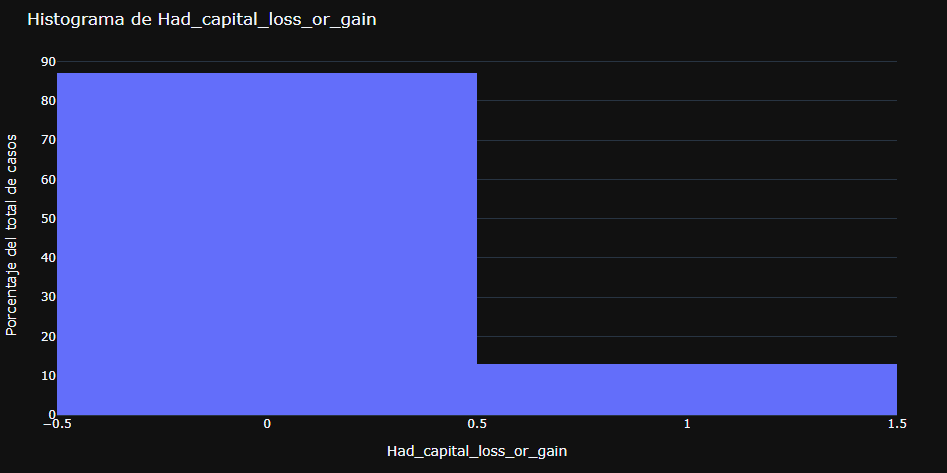 Histograma de Had_capital_loss_or_gain
Porcentaje del total de casos
90
80
70
60
50
40
30
20
10
0
−0.5 0 0.5 1 1.5
Had_capital_loss_or_gain